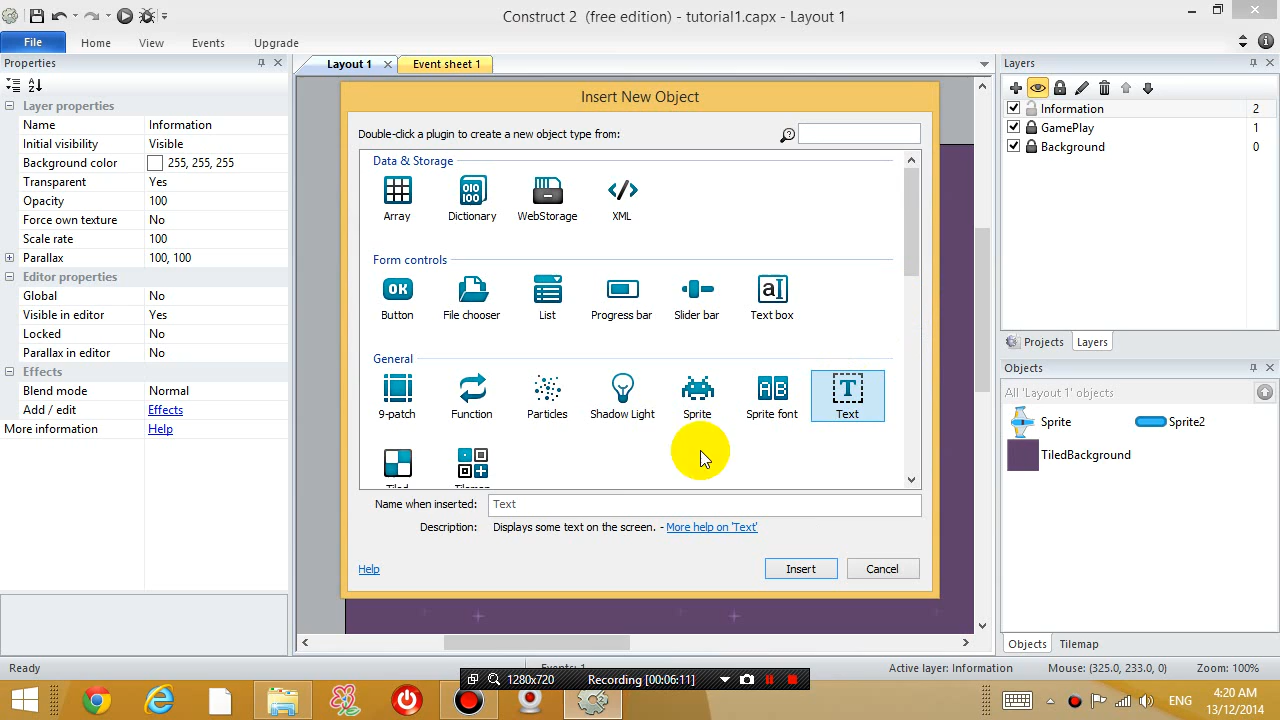 Construct 2 (free edition) - tutorial1.capx - Layout 1
File Home View Events Upgrade
Properties
Layout 1 Event sheet 1
Layers
Layer properties
Name Information
Initial visibility Visible
Background color 255, 255, 255
Transparent Yes
Opacity 100
Force own texture No
Scale rate 100
Parallax 100, 100
Editor properties
Global No
Visible in editor Yes
Locked No
Parallax in editor No
Effects
Blend mode Normal
Add / edit Effects
More information Help
Insert New Object
Double-click a plugin to create a new object type from:
Data & Storage
Array Dictionary WebStorage XML
010
100
Form controls
OK
aI
Button File chooser List Progress bar Slider bar Text box
General
AB
T
9-patch Function Particles Shadow Light Sprite Sprite font Text
Tiled Tilemap
Name when inserted: Text
Description: Displays some text on the screen. - More help on 'Text'
Help Insert Cancel
Information 2
GamePlay 1
Background 0
Projects Layers
Objects
All 'Layout 1' objects
Sprite Sprite2
TiledBackground
Objects Tilemap
Ready Events: 1 Active layer: Information Mouse: (325.0, 233.0, 0) Zoom: 100%
1280x720 Recording [00:06:11]
ENG
4:20 AM
13/12/2014